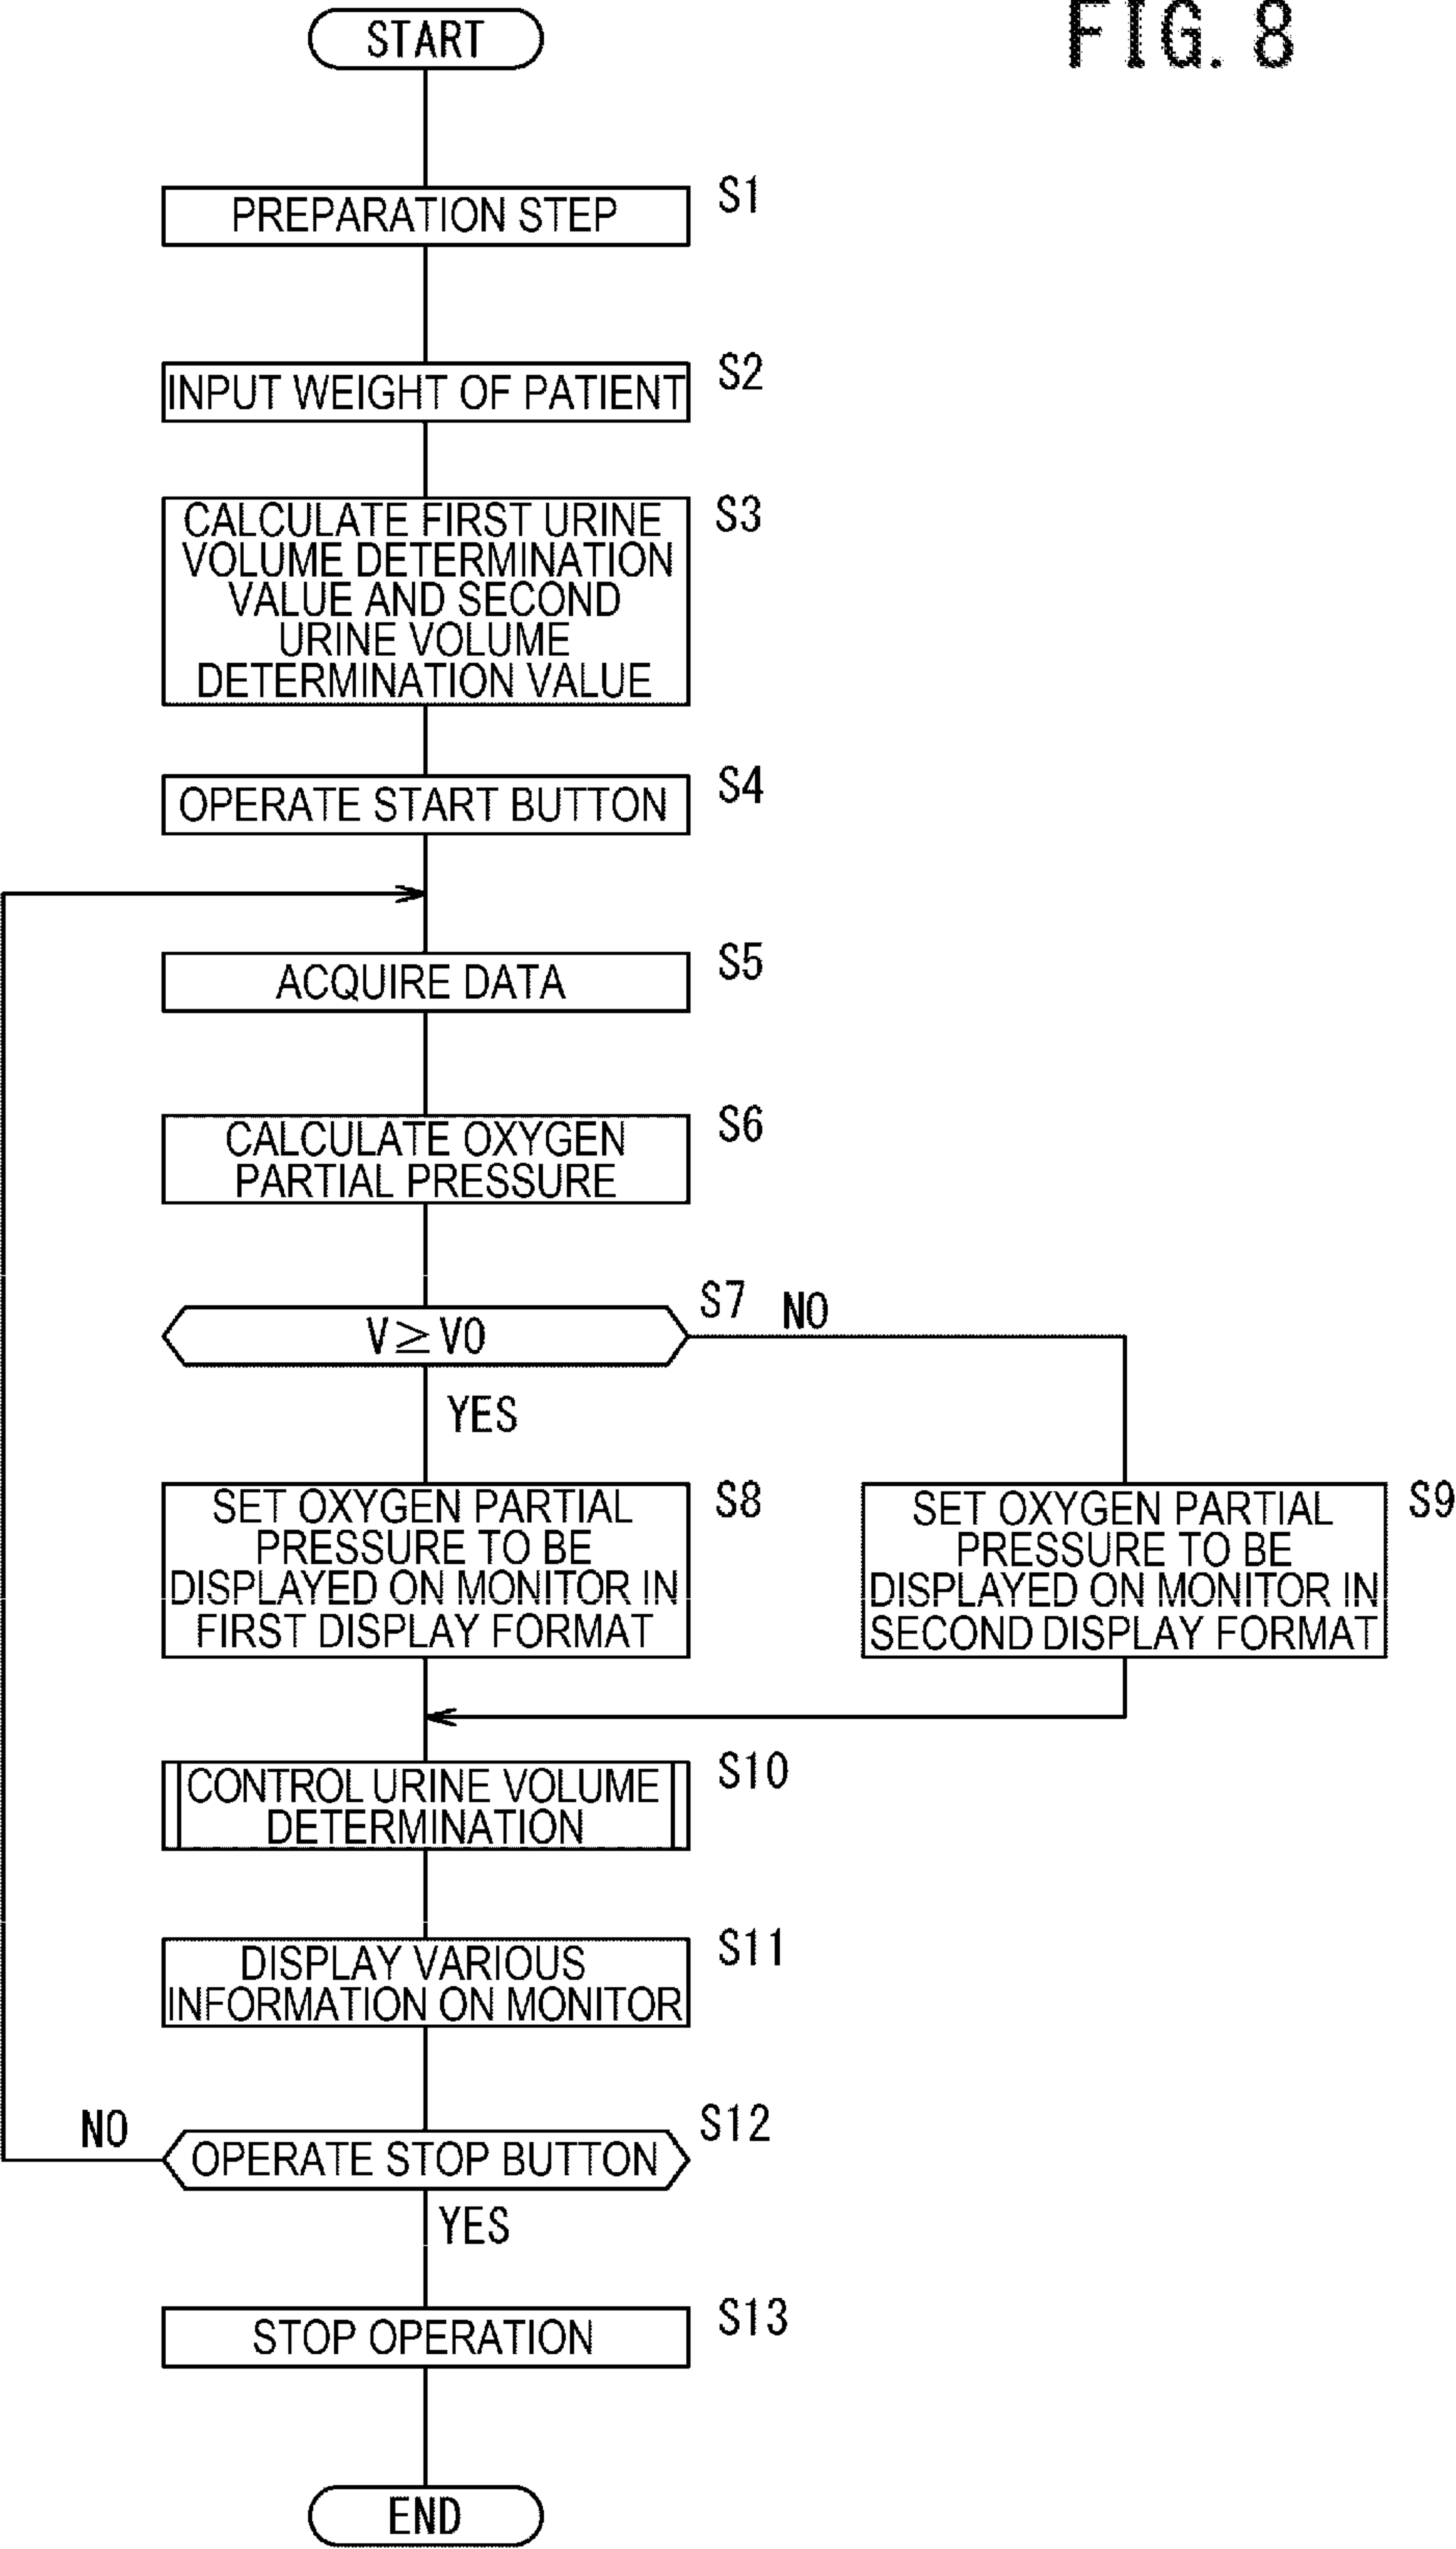 FIG. 8
START
PREPARATION STEP
S1
INPUT WEIGHT OF PATIENT
S2
CALCULATE FIRST URINE
VOLUME DETERMINATION
VALUE AND SECOND
URINE VOLUME
DETERMINATION VALUE
S3
OPERATE START BUTTON
S4
ACQUIRE DATA
S5
CALCULATE OXYGEN
PARTIAL PRESSURE
S6
V≥V0
S7
NO
YES
SET OXYGEN PARTIAL
PRESSURE TO BE
DISPLAYED ON MONITOR IN
FIRST DISPLAY FORMAT
S8
SET OXYGEN PARTIAL
PRESSURE TO BE
DISPLAYED ON MONITOR IN
SECOND DISPLAY FORMAT
S9
CONTROL URINE VOLUME
DETERMINATION
S10
DISPLAY VARIOUS
INFORMATION ON MONITOR
S11
NO
OPERATE STOP BUTTON
S12
YES
STOP OPERATION
S13
END